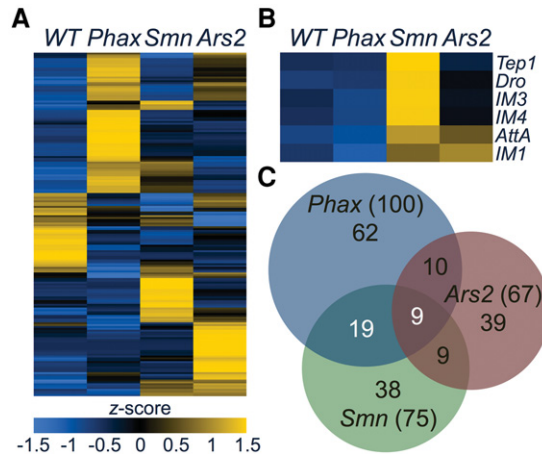 A
WT Phax Smn Ars2
z-score
-1.5 -1 -0.5 0 0.5 1 1.5
B
WT Phax Smn Ars2
Tep1
Dro
IM3
IM4
AttA
IM1
C
Phax (100)
62
10
Ars2 (67)
39
19
9
9
38
Smn (75)